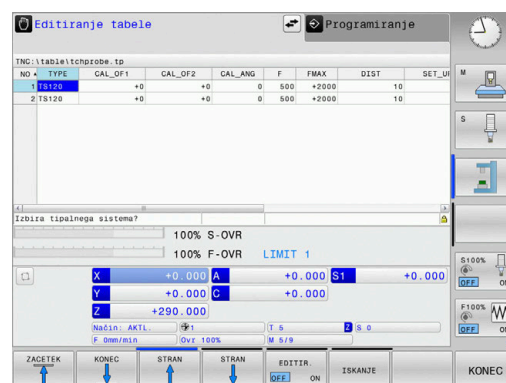 Editiranje tabele
Programiranje
TNC:\table\tchprobe.tp
NO TYPE CAL_OF1 CAL_OF2 CAL_ANG F FMAX DIST
1 TS120 +0 +0 0 500 +2000 10
2 TS120 +0 +0 0 500 +2000 10
Izbira tipalnega sistema?
100% S-OVR
100% F-OVR LIMIT 1
X +0.000 A +0.000 S1 +0.000
Y +0.000 C +0.000
Z +290.000
Način: AKTL. 1 T 5 Z S 0
F 0mm/min Ovr 100% M 5/9
M
S
S100%
OFF
F100%
OFF
ZACETEK
KONEC
STRAN
STRAN
EDITIR.
OFF ON
ISKANJE
KONEC